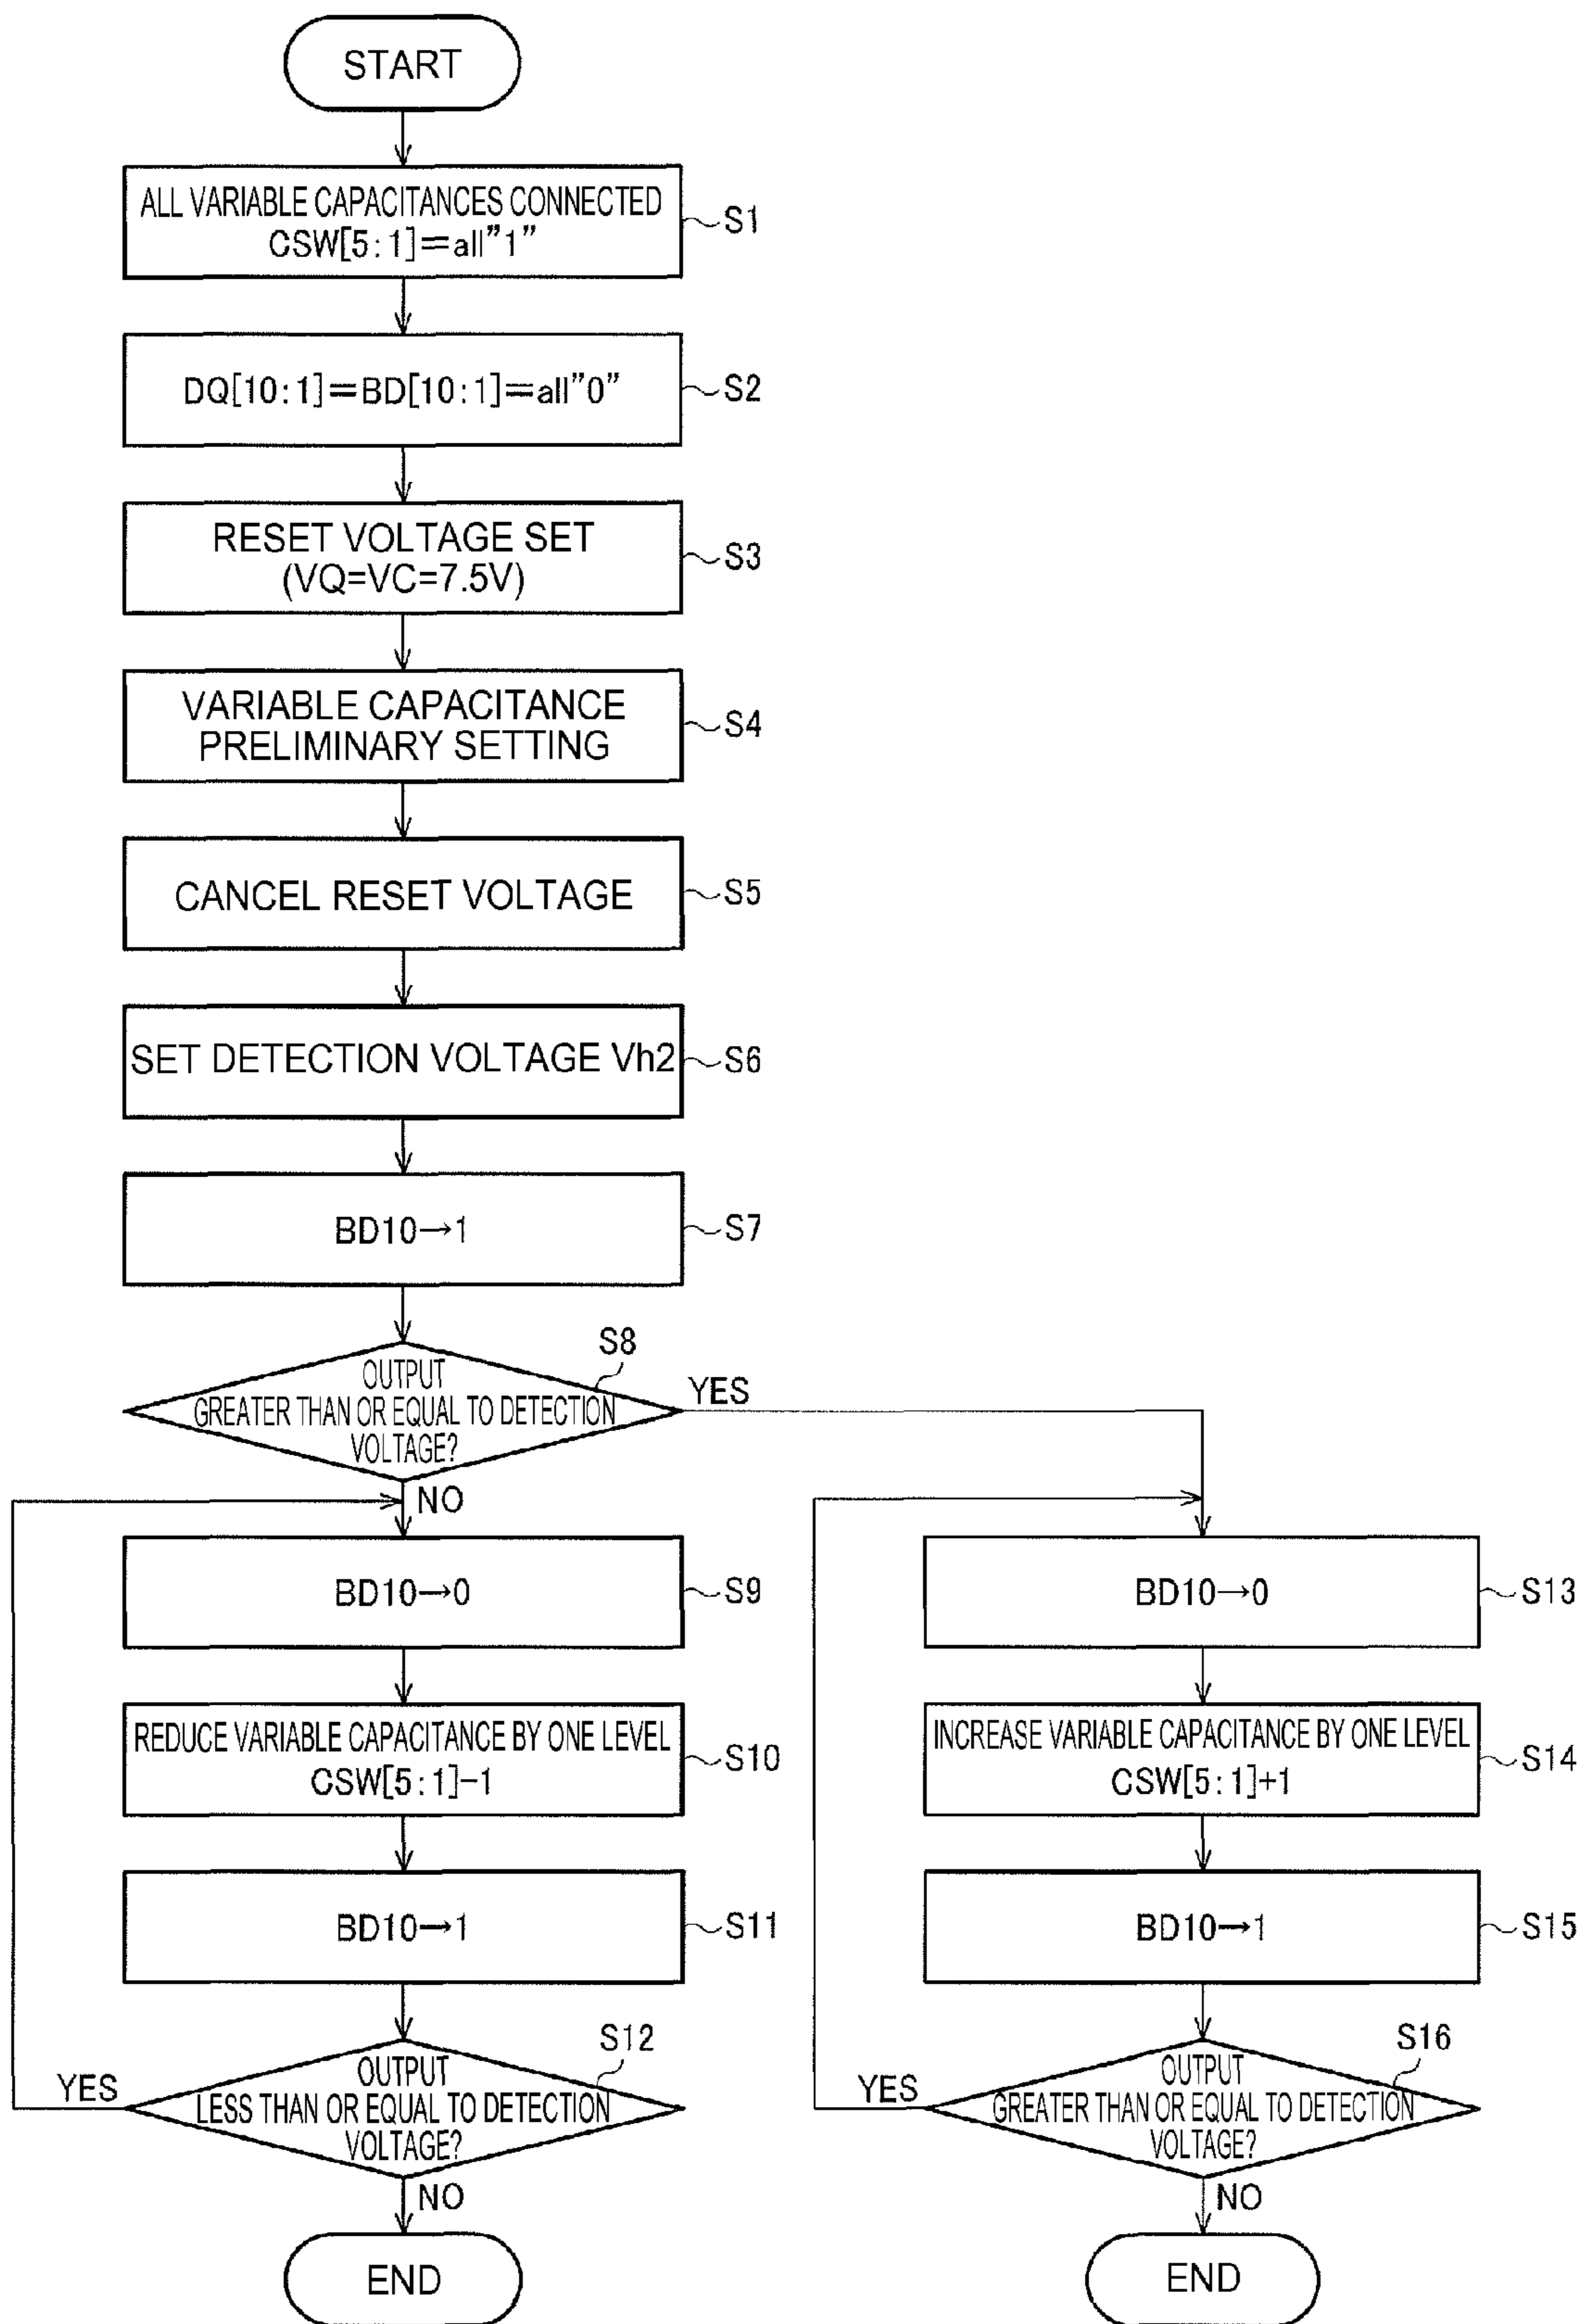 START
ALL VARIABLE CAPACITANCES CONNECTED
CSW[5:1]=all"1"
S1
DQ[10:1]=BD[10:1]=all"0"
S2
RESET VOLTAGE SET
(VQ=VC=7.5V)
S3
VARIABLE CAPACITANCE
PRELIMINARY SETTING
S4
CANCEL RESET VOLTAGE
S5
SET DETECTION VOLTAGE Vh2
S6
BD10→1
S7
S8
OUTPUT
GREATER THAN OR EQUAL TO DETECTION
VOLTAGE?
YES
NO
BD10→0
S9
REDUCE VARIABLE CAPACITANCE BY ONE LEVEL
CSW[5:1]-1
S10
BD10→1
S11
S12
OUTPUT
LESS THAN OR EQUAL TO DETECTION
VOLTAGE?
YES
NO
END
BD10→0
S13
INCREASE VARIABLE CAPACITANCE BY ONE LEVEL
CSW[5:1]+1
S14
BD10→1
S15
S16
OUTPUT
GREATER THAN OR EQUAL TO DETECTION
VOLTAGE?
YES
NO
END